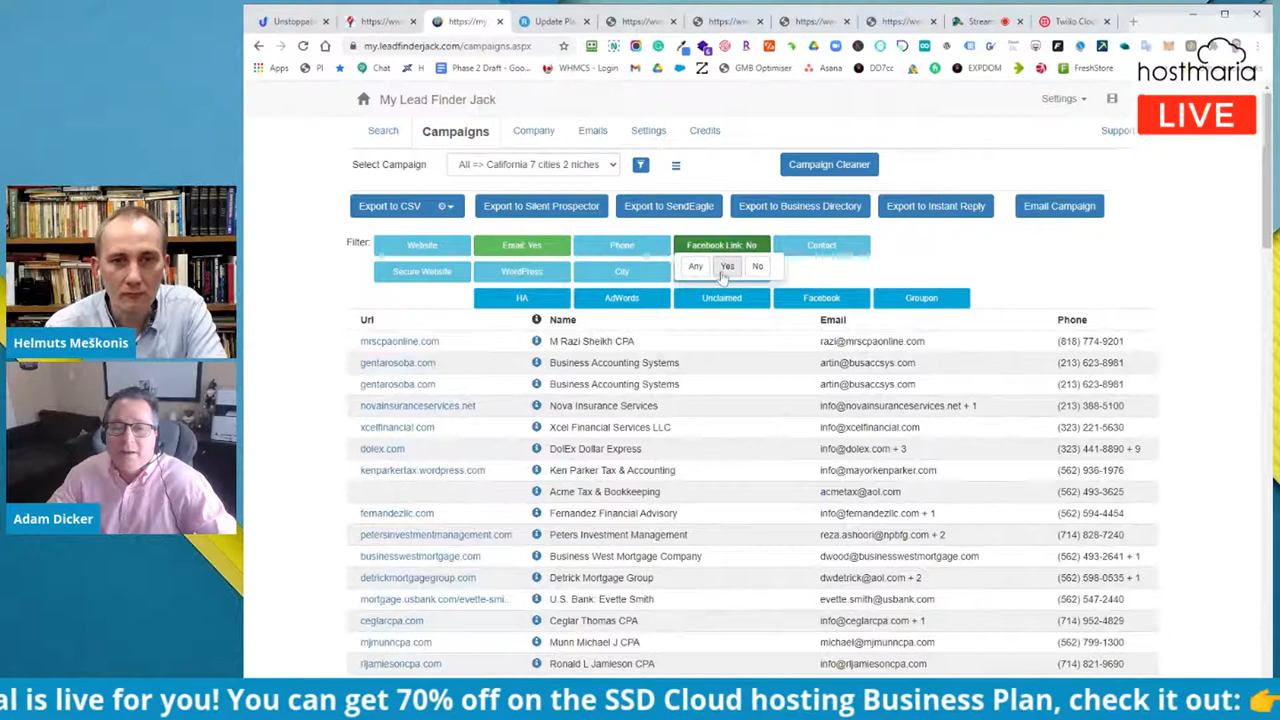 Unstoppab
https://www
https://my
Update Pl
https://ww
https://ww
https://ww
https://we
Stream
Twilio Clou
my.leadfinderjack.com/campaigns.aspx
Apps
PI
Chat
H
Phase 2 Draft - Goo...
WHMCS - Login
GMB Optimiser
Asana
DD7cc
EXPDOM
FreshStore
hostmaria
LIVE
My Lead Finder Jack
Settings
Search
Campaigns
Company
Emails
Settings
Credits
Support
Select Campaign
All => California 7 cities 2 niches
Campaign Cleaner
Export to CSV
Export to Silent Prospector
Export to SendEagle
Export to Business Directory
Export to Instant Reply
Email Campaign
Filter:
Website
Email: Yes
Phone
Facebook Link: No
Contact
Any
Yes
No
Secure Website
WordPress
City
HA
AdWords
Unclaimed
Facebook
Groupon
Url Name Email Phone
mrscpaonline.com M Razi Sheikh CPA razi@mrscpaonline.com (818) 774-9201
gentarosoba.com Business Accounting Systems artin@busaccsys.com (213) 623-8981
gentarosoba.com Business Accounting Systems artin@busaccsys.com (213) 623-8981
novainsuranceservices.net Nova Insurance Services info@novainsuranceservices.net + 1 (213) 388-5100
xcelfinancial.com Xcel Financial Services LLC info@xcelfinancial.com (323) 221-5630
dolex.com DolEx Dollar Express info@dolex.com + 3 (323) 441-8890 + 9
kenparkertax.wordpress.com Ken Parker Tax & Accounting info@mayorkenparker.com (562) 936-1976
Acme Tax & Bookkeeping acmetax@aol.com (562) 493-3625
fernandezllc.com Fernandez Financial Advisory info@fernandezllc.com + 1 (562) 594-4454
petersinvestmentmanagement.com Peters Investment Management reza.ashoori@npbfg.com + 2 (714) 828-7240
businesswestmortgage.com Business West Mortgage Company dwood@businesswestmortgage.com (562) 493-2641 + 1
detrickmortgagegroup.com Detrick Mortgage Group dwdetrick@aol.com + 2 (562) 598-0535 + 1
mortgage.usbank.com/evette-smi... U.S. Bank: Evette Smith evette.smith@usbank.com (562) 547-2440
ceglarcpa.com Ceglar Thomas CPA info@ceglarcpa.com + 1 (714) 952-4829
mjmunncpa.com Munn Michael J CPA michael@mjmunncpa.com (562) 799-1300
rljamiesoncpa.com Ronald L Jamieson CPA info@rljamiesoncpa.com (714) 821-9690
Helmuts Meškonis
Adam Dicker
al is live for you! You can get 70% off on the SSD Cloud hosting Business Plan, check it out: 👉